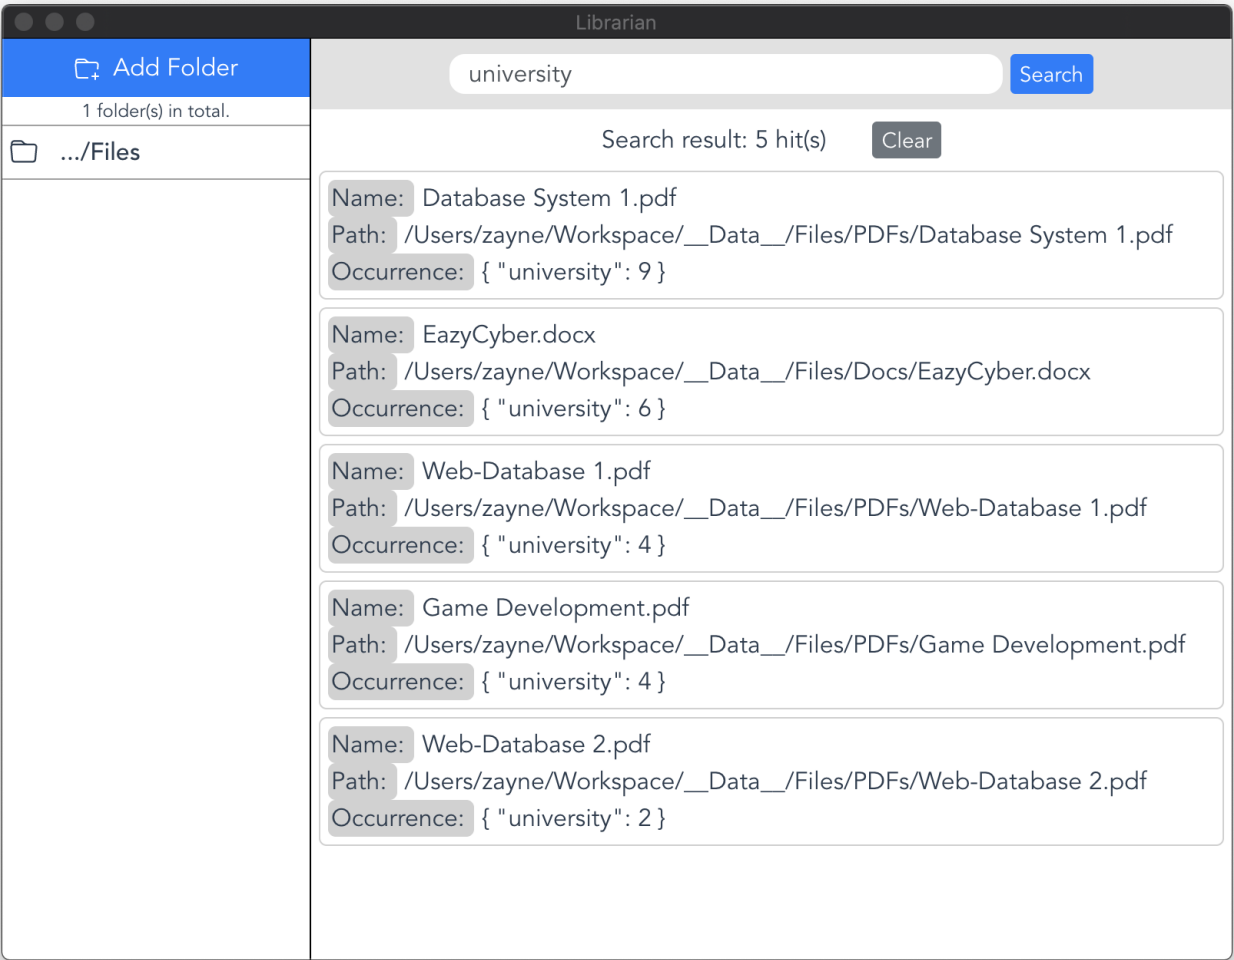 Librarian
Add Folder
1 folder(s) in total.
.../Files
university
Search
Search result: 5 hit(s)
Clear
Name: Database System 1.pdf
Path: /Users/zayne/Workspace/__Data__/Files/PDFs/Database System 1.pdf
Occurrence: { "university": 9 }
Name: EazyCyber.docx
Path: /Users/zayne/Workspace/__Data__/Files/Docs/EazyCyber.docx
Occurrence: { "university": 6 }
Name: Web-Database 1.pdf
Path: /Users/zayne/Workspace/__Data__/Files/PDFs/Web-Database 1.pdf
Occurrence: { "university": 4 }
Name: Game Development.pdf
Path: /Users/zayne/Workspace/__Data__/Files/PDFs/Game Development.pdf
Occurrence: { "university": 4 }
Name: Web-Database 2.pdf
Path: /Users/zayne/Workspace/__Data__/Files/PDFs/Web-Database 2.pdf
Occurrence: { "university": 2 }